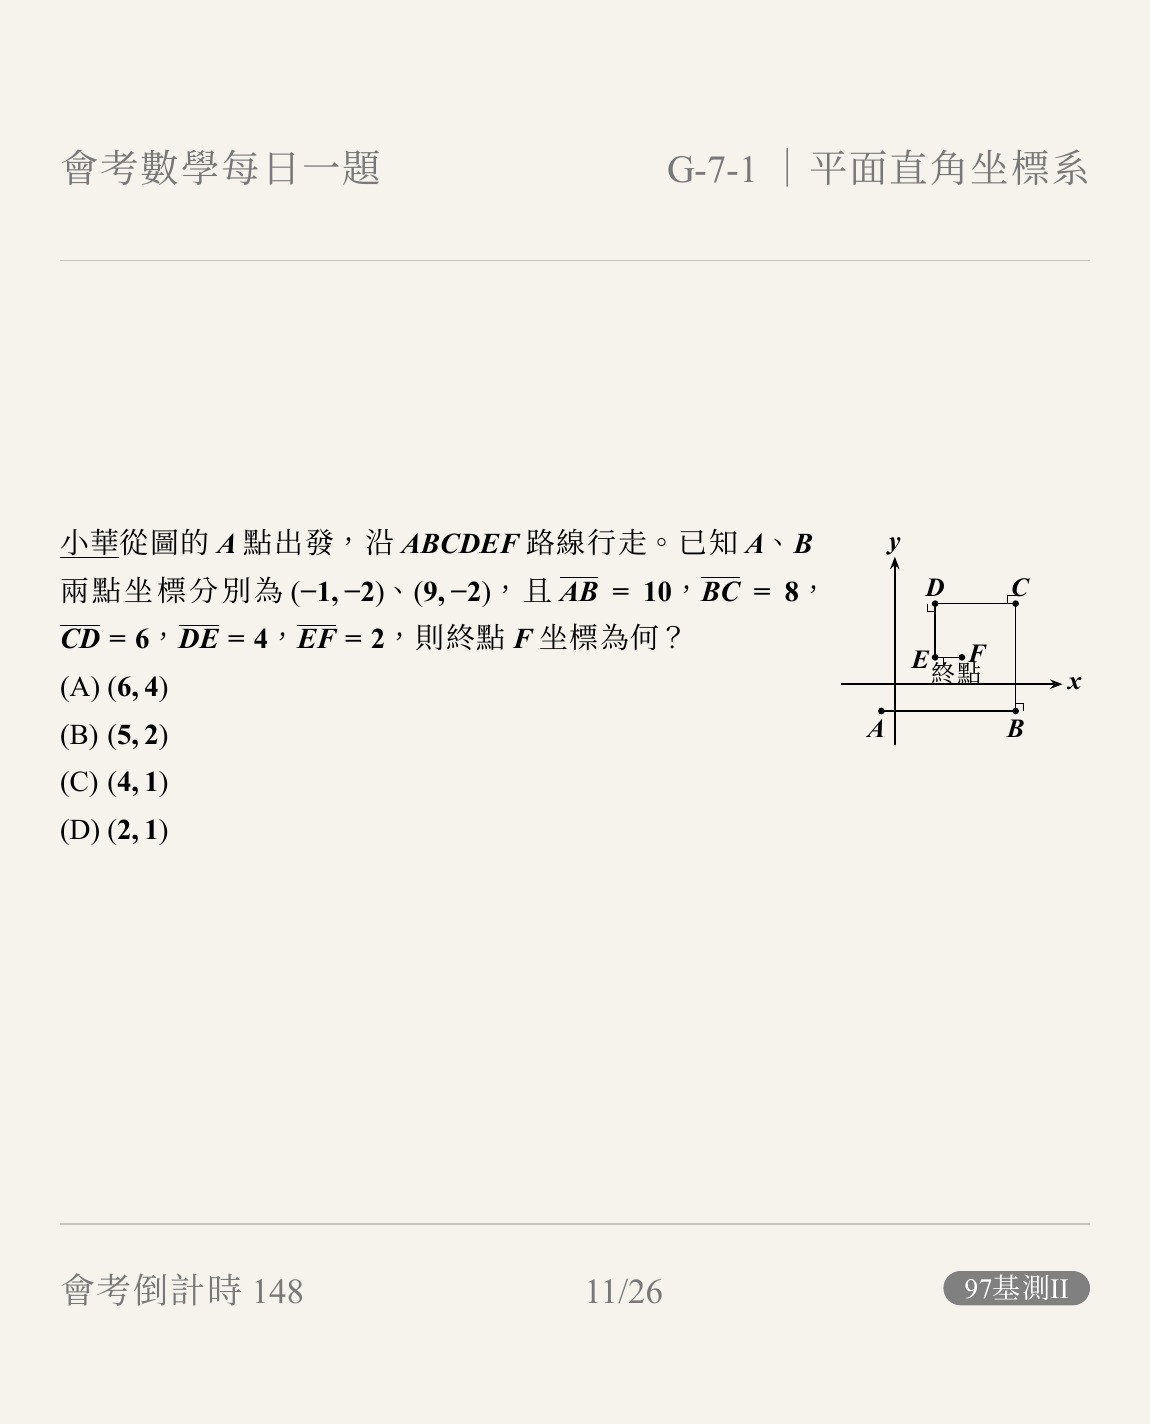 會考數學每日一題
G-7-1｜平面直角坐標系
小華從圖的 A 點出發，沿 ABCDEF 路線行走。已知 A、B
兩點坐標分別為 (−1, −2)、(9, −2)，且 AB = 10，BC = 8，
CD = 6，DE = 4，EF = 2，則終點 F 坐標為何？
(A) (6, 4)
(B) (5, 2)
(C) (4, 1)
(D) (2, 1)
y
D C
E F
終點
x
A B
會考倒計時 148
11/26
97基測II